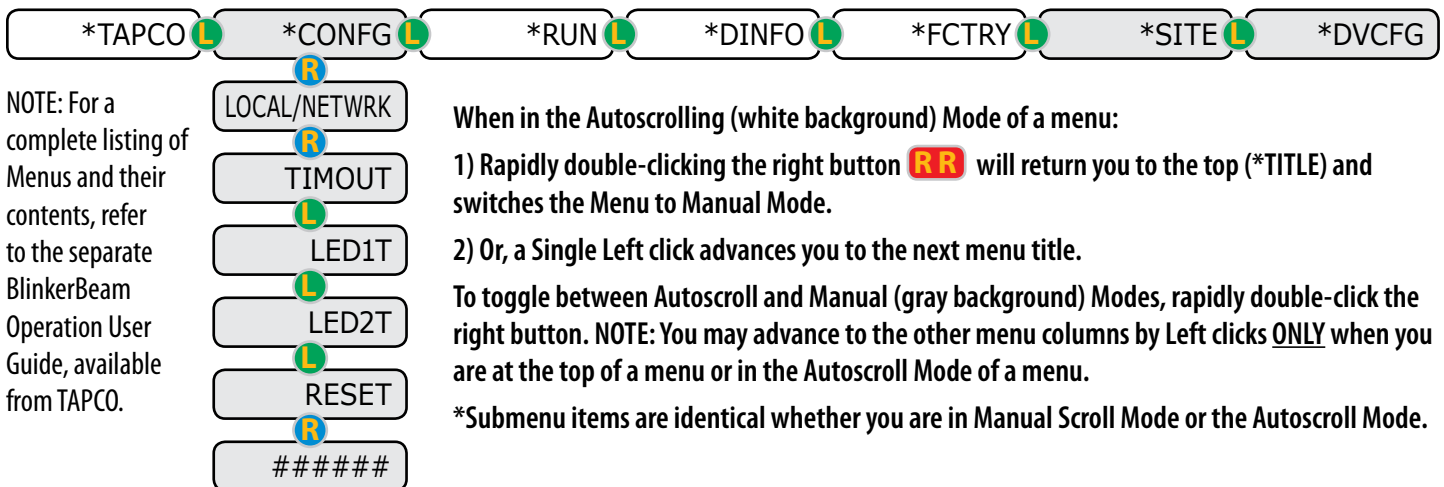 *TAPCO L *CONFG L *RUN L *DINFO L *FCTRY L *SITE L *DVCFG
R
NOTE: For a
complete listing of
Menus and their
contents, refer
to the separate
BlinkerBeam
Operation User
Guide, available
from TAPCO.
LOCAL/NETWRK
R
TIMOUT
L
LED1T
L
LED2T
L
RESET
R
######
When in the Autoscrolling (white background) Mode of a menu:
1) Rapidly double-clicking the right button R R will return you to the top (*TITLE) and
switches the Menu to Manual Mode.
2) Or, a Single Left click advances you to the next menu title.
To toggle between Autoscroll and Manual (gray background) Modes, rapidly double-click the
right button. NOTE: You may advance to the other menu columns by Left clicks ONLY when you
are at the top of a menu or in the Autoscroll Mode of a menu.
*Submenu items are identical whether you are in Manual Scroll Mode or the Autoscroll Mode.